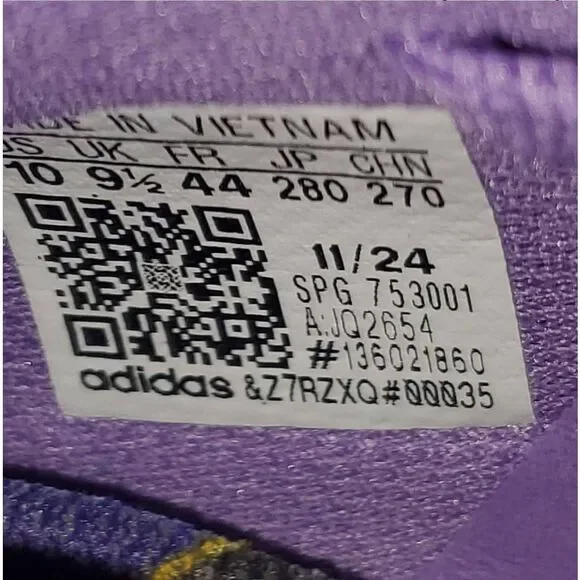 MADE IN VIETNAM
US UK FR JP CHN
10 9½ 44 280 270
11/24
SPG 753001
A:JQ2654
#136021860
adidas &Z7RZXQ#00035